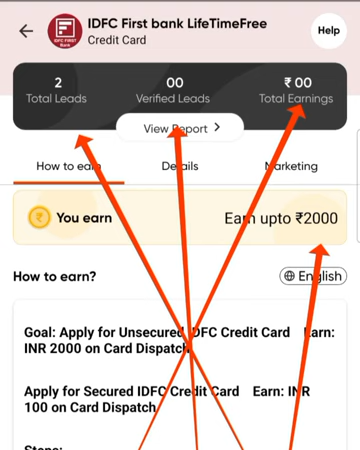 IDFC First bank LifeTimeFree
Credit Card
Help
IDFC FIRST
Bank
2 00 ₹ 00
Total Leads Verified Leads Total Earnings
View Report >
How to earn Details Marketing
₹ You earn Earn upto ₹2000
How to earn? English
Goal: Apply for Unsecured IDFC Credit Card Earn:
INR 2000 on Card Dispatch
Apply for Secured IDFC Credit Card Earn: INR
100 on Card Dispatch